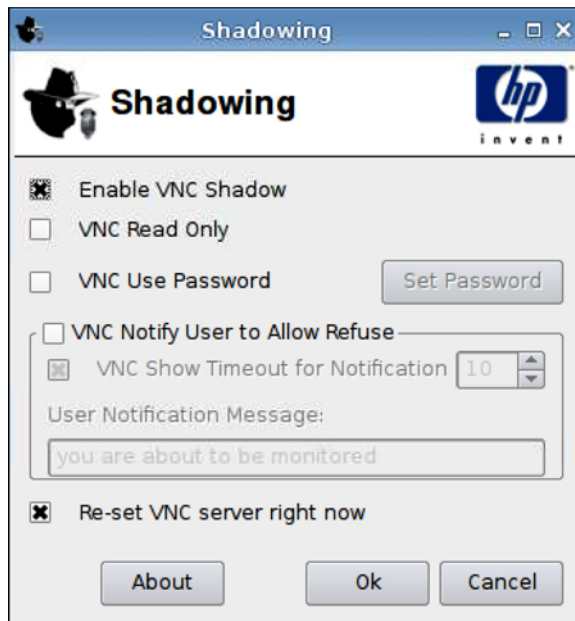 Shadowing
Shadowing
hp
invent
Enable VNC Shadow
VNC Read Only
VNC Use Password
Set Password
VNC Notify User to Allow Refuse
VNC Show Timeout for Notification 10
User Notification Message:
you are about to be monitored
Re-set VNC server right now
About Ok Cancel